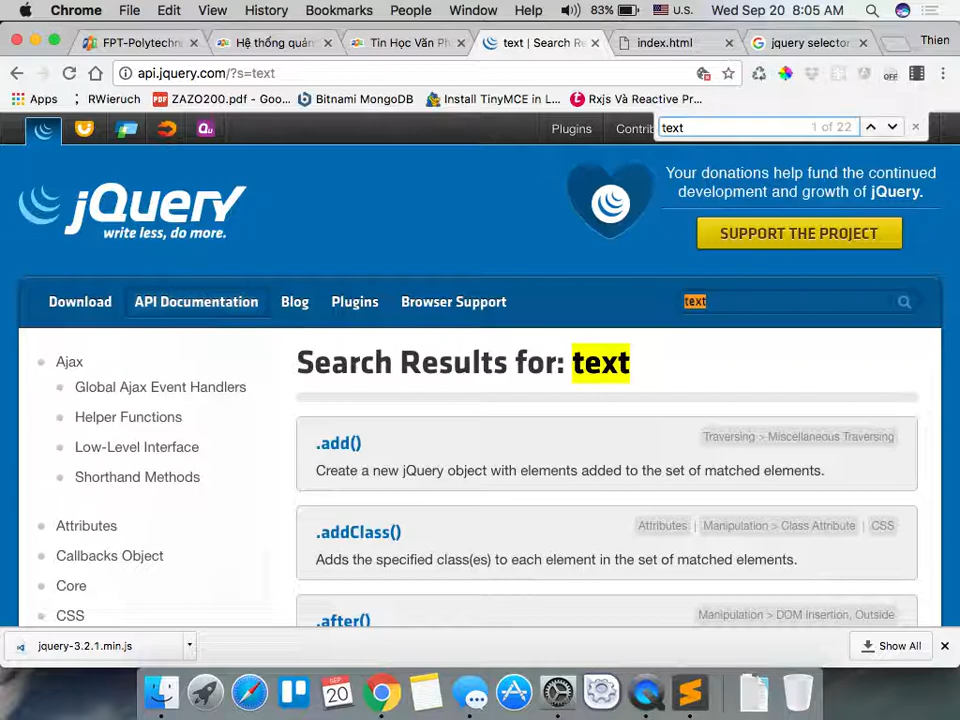 Chrome File Edit View History Bookmarks People Window Help 83% U.S. Wed Sep 20 8:05 AM
FPT-Polytechn
Hệ thống quản
Tin Học Văn Ph
text | Search Re
index.html
jquery selector
Thien
api.jquery.com/?s=text
OFF
Apps RWieruch ZAZO200.pdf - Goo... Bitnami MongoDB Install TinyMCE in L... Rxjs Và Reactive Pr...
Qu
Plugins Contrib
text 1 of 22
jQuery
write less, do more.
Your donations help fund the continued
development and growth of jQuery.
SUPPORT THE PROJECT
Download API Documentation Blog Plugins Browser Support text
Ajax
Global Ajax Event Handlers
Helper Functions
Low-Level Interface
Shorthand Methods
Attributes
Callbacks Object
Core
CSS
Search Results for: text
.add()
Traversing > Miscellaneous Traversing
Create a new jQuery object with elements added to the set of matched elements.
.addClass()
Attributes | Manipulation > Class Attribute | CSS
Adds the specified class(es) to each element in the set of matched elements.
.after()
Manipulation > DOM Insertion, Outside
jquery-3.2.1.min.js
Show All
SEP
20